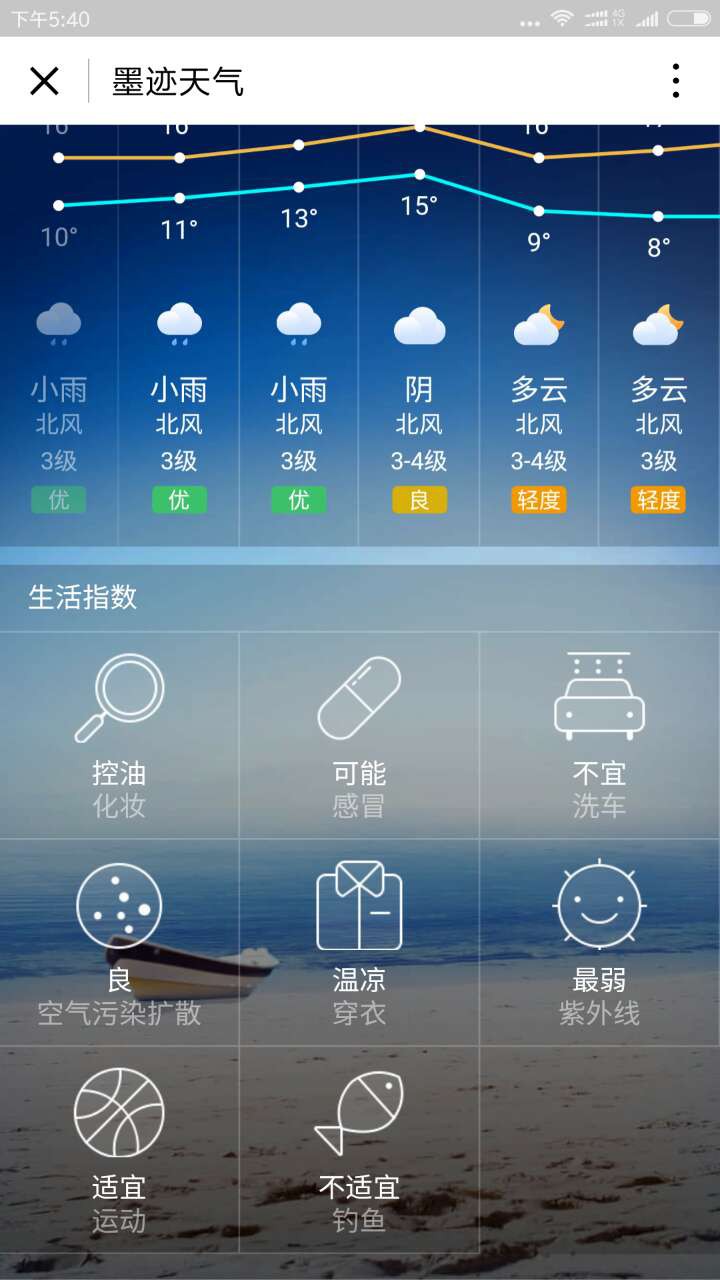 下午5:40
4G
1X
墨迹天气
16
10° 11° 13° 15° 9° 8°
小雨 小雨 小雨 阴 多云 多云
北风 北风 北风 北风 北风 北风
3级 3级 3级 3-4级 3-4级 3级
优 优 优 良 轻度 轻度
生活指数
控油 可能 不宜
化妆 感冒 洗车
良 温凉 最弱
空气污染扩散 穿衣 紫外线
适宜 不适宜
运动 钓鱼